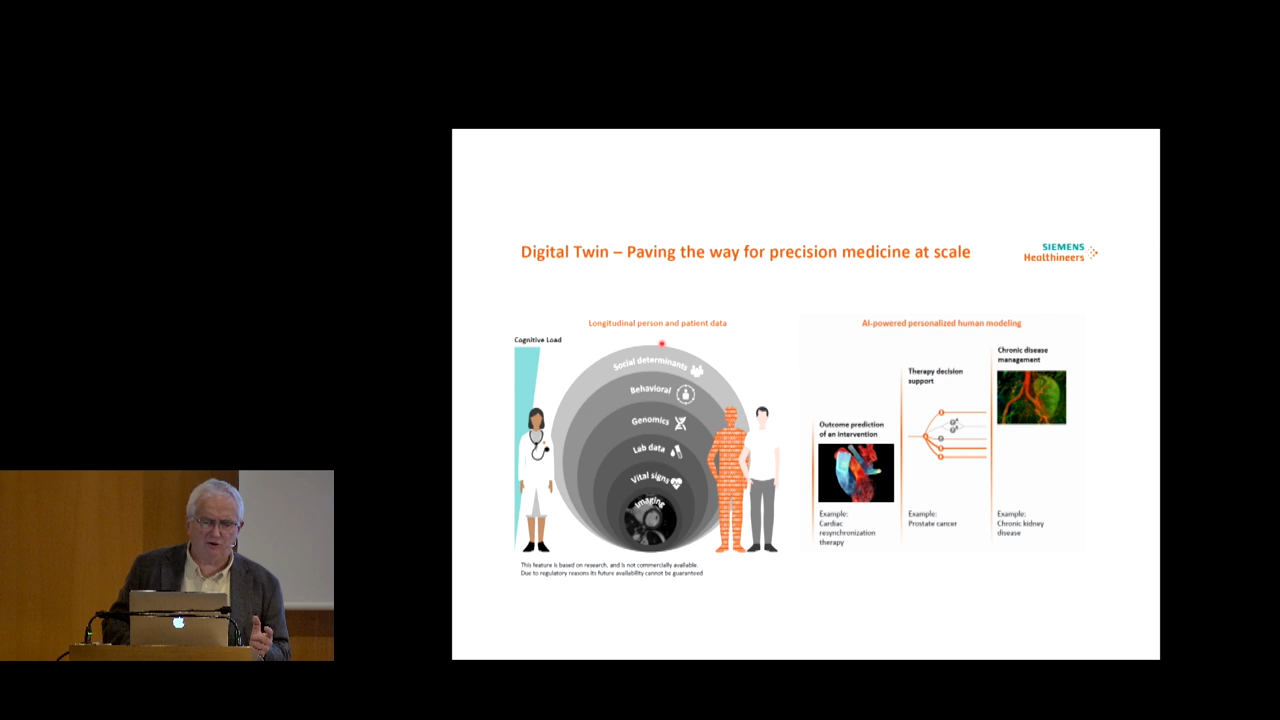 Digital Twin – Paving the way for precision medicine at scale
SIEMENS
Healthineers
Longitudinal person and patient data
Cognitive Load
Social determinants
Behavioral
Genomics
Lab data
Vital signs
Imaging
This feature is based on research, and is not commercially available.
Due to regulatory reasons its future availability cannot be guaranteed
AI-powered personalized human modeling
Outcome prediction
of an intervention
Example:
Cardiac
resynchronization
therapy
Therapy decision
support
Example:
Prostate cancer
Chronic disease
management
Example:
Chronic kidney
disease